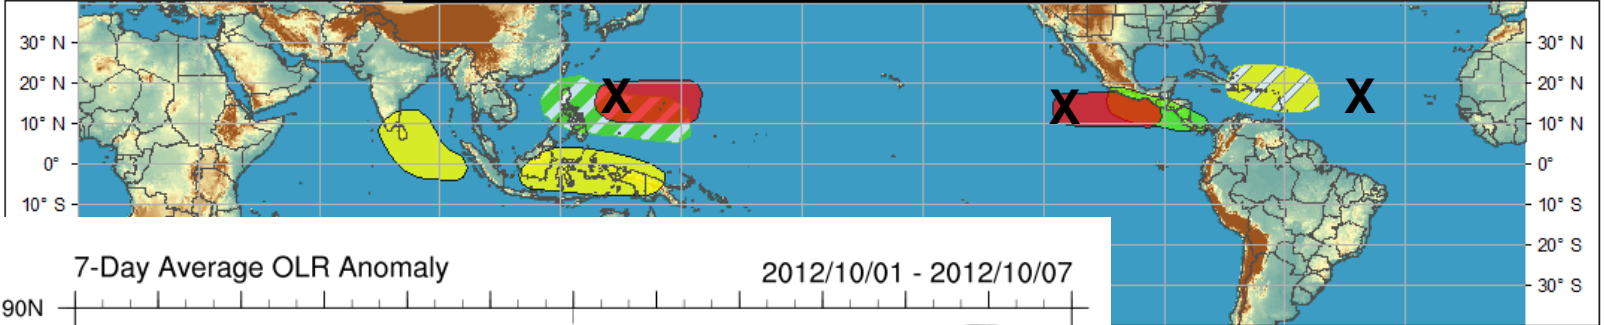 30° N
30° N
20° N
X
X
20° N
X
10° N
10° N
0°
0°
10° S
10° S
20° S
30° S
7-Day Average OLR Anomaly
2012/10/01 - 2012/10/07
90N